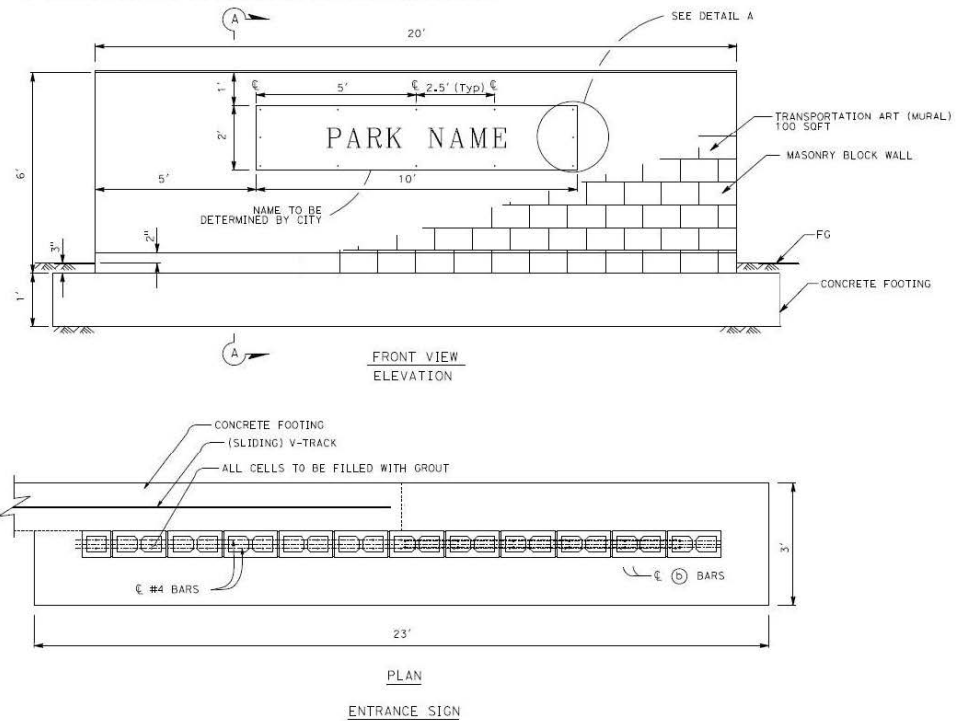 A
SEE DETAIL A
20'
1'
℄
5'
℄
2.5' (Typ)
℄
2'
PARK NAME
TRANSPORTATION ART (MURAL)
100 SQFT
MASONRY BLOCK WALL
6'
5'
10'
NAME TO BE
DETERMINED BY CITY
3"
2"
FG
1'
CONCRETE FOOTING
A
FRONT VIEW
ELEVATION
CONCRETE FOOTING
(SLIDING) V-TRACK
ALL CELLS TO BE FILLED WITH GROUT
3'
℄ #4 BARS
℄ b BARS
23'
PLAN
ENTRANCE SIGN